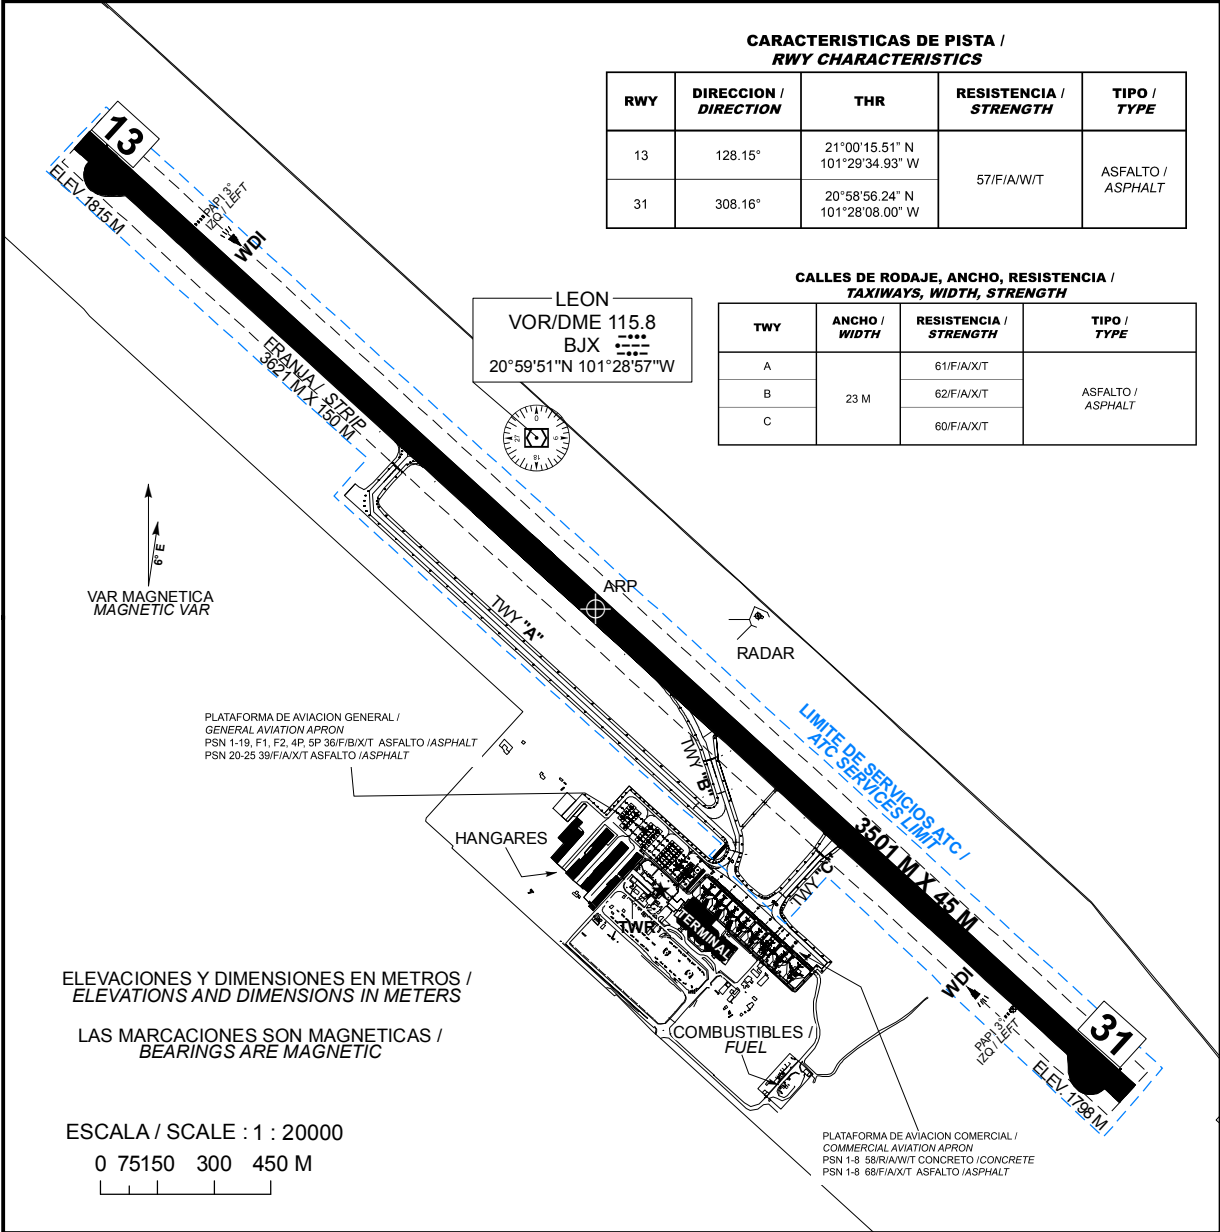 CARACTERISTICAS DE PISTA /
RWY CHARACTERISTICS
RWY
DIRECCION /
DIRECTION
THR
RESISTENCIA /
STRENGTH
TIPO /
TYPE
13
128.15°
21°00'15.51" N
101°29'34.93" W
57/F/A/W/T
ASFALTO /
ASPHALT
31
308.16°
20°58'56.24" N
101°28'08.00" W
CALLES DE RODAJE, ANCHO, RESISTENCIA /
TAXIWAYS, WIDTH, STRENGTH
TWY
ANCHO /
WIDTH
RESISTENCIA /
STRENGTH
TIPO /
TYPE
A
61/F/A/X/T
B
23 M
62/F/A/X/T
ASFALTO /
ASPHALT
C
60/F/A/X/T
13
ELEV. 1815 M
PAPI 3°
IZQ / LEFT
WDI
LEON
VOR/DME 115.8
BJX
20°59'51"N 101°28'57"W
0
9
18
27
FRANJA / STRIP
3621 M X 150 M
6° E
VAR MAGNETICA
MAGNETIC VAR
ARP
TWY "A"
RADAR
PLATAFORMA DE AVIACION GENERAL /
GENERAL AVIATION APRON
PSN 1-19, F1, F2, 4P, 5P 36/F/B/X/T ASFALTO /ASPHALT
PSN 20-25 39/F/A/X/T ASFALTO /ASPHALT
TWY "B"
LIMITE DE SERVICIOS ATC /
ATC SERVICES LIMIT
3501 M X 45 M
HANGARES
TWY "C"
TWR
TERMINAL
WDI
PAPI 3°
IZQ / LEFT
31
ELEV. 1798 M
COMBUSTIBLES /
FUEL
ELEVACIONES Y DIMENSIONES EN METROS /
ELEVATIONS AND DIMENSIONS IN METERS
LAS MARCACIONES SON MAGNETICAS /
BEARINGS ARE MAGNETIC
ESCALA / SCALE : 1 : 20000
0 75150 300 450 M
PLATAFORMA DE AVIACION COMERCIAL /
COMMERCIAL AVIATION APRON
PSN 1-8 58/R/A/W/T CONCRETO /CONCRETE
PSN 1-8 68/F/A/X/T ASFALTO /ASPHALT